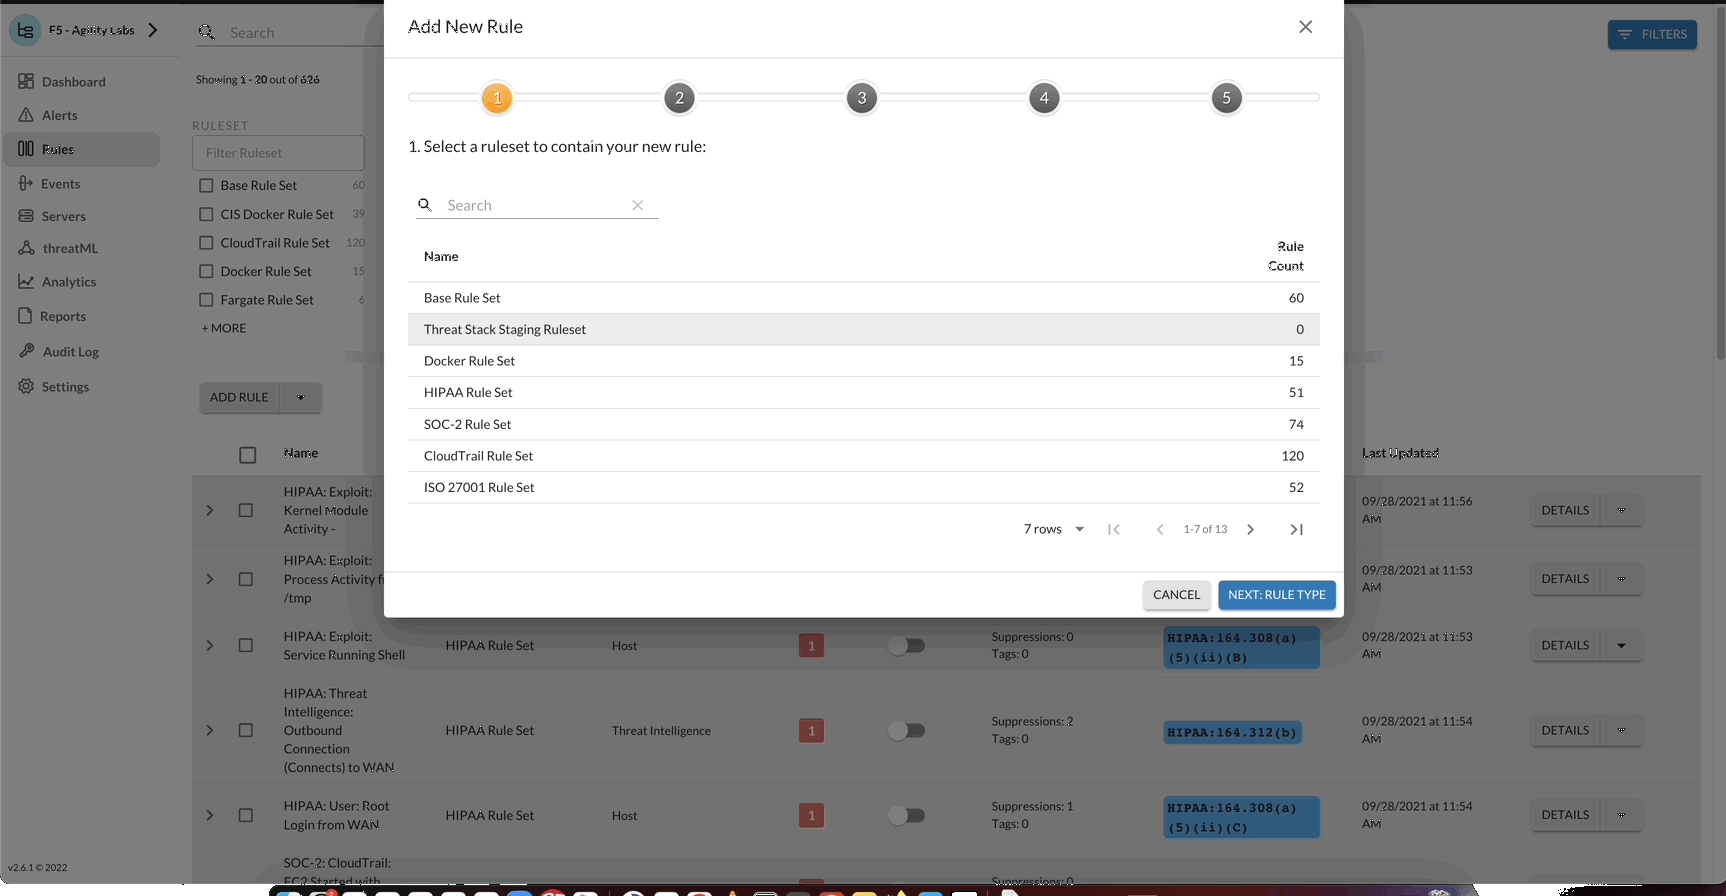 F5 - Agility Labs
Dashboard
Alerts
Rules
Events
Servers
threatML
Analytics
Reports
Audit Log
Settings
v2.6.1 © 2022
Search
Showing 1 - 20 out of 626
FILTERS
RULESET
Filter Ruleset
Base Rule Set 60
CIS Docker Rule Set 39
CloudTrail Rule Set 120
Docker Rule Set 15
Fargate Rule Set 6
+ MORE
ADD RULE
Add New Rule
1 2 3 4 5
1. Select a ruleset to contain your new rule:
Search
Name Rule
Count
Base Rule Set 60
Threat Stack Staging Ruleset 0
Docker Rule Set 15
HIPAA Rule Set 51
SOC-2 Rule Set 74
CloudTrail Rule Set 120
ISO 27001 Rule Set 52
7 rows 1-7 of 13
CANCEL NEXT: RULE TYPE
Name Last Updated
HIPAA: Exploit:
Kernel Module
Activity -
09/28/2021 at 11:56
AM
DETAILS
HIPAA: Exploit:
Process Activity f
/tmp
09/28/2021 at 11:53
AM
DETAILS
HIPAA: Exploit:
Service Running Shell
HIPAA Rule Set
Host
1
Suppressions: 0
Tags: 0
HIPAA:164.308(a)
(5)(ii)(B)
09/28/2021 at 11:53
AM
DETAILS
HIPAA: Threat
Intelligence:
Outbound
Connection
(Connects) to WAN
HIPAA Rule Set
Threat Intelligence
1
Suppressions: 2
Tags: 0
HIPAA:164.312(b)
09/28/2021 at 11:54
AM
DETAILS
HIPAA: User: Root
Login from WAN
HIPAA Rule Set
Host
1
Suppressions: 1
Tags: 0
HIPAA:164.308(a)
(5)(ii)(C)
09/28/2021 at 11:54
AM
DETAILS
SOC-2: CloudTrail:
EC2 Started with
Suppressions: 0